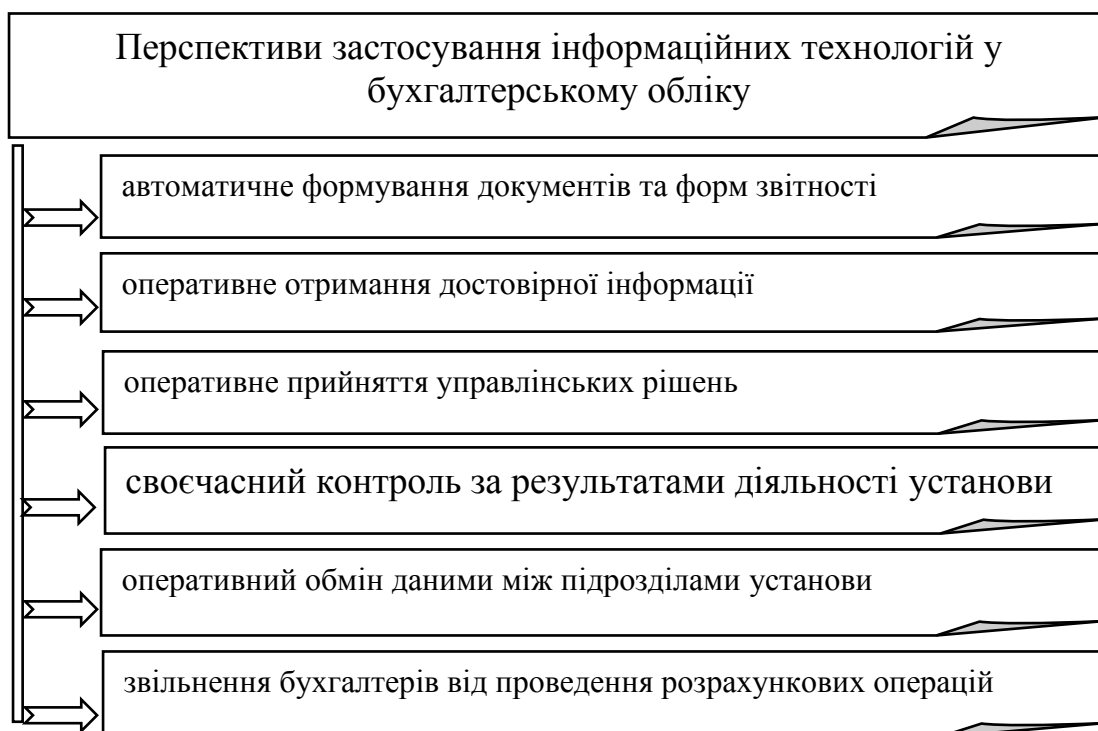 Перспективи застосування інформаційних технологій у
бухгалтерському обліку
автоматичне формування документів та форм звітності
оперативне отримання достовірної інформації
оперативне прийняття управлінських рішень
своєчасний контроль за результатами діяльності установи
оперативний обмін даними між підрозділами установи
звільнення бухгалтерів від проведення розрахункових операцій